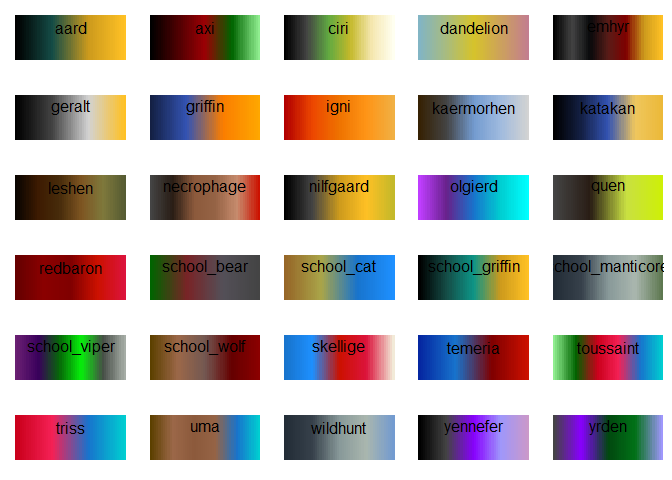 aard
axi
ciri
dandelion
emhyr
geralt
griffin
igni
kaermorhen
katakan
leshen
necrophage
nilfgaard
olgierd
quen
redbaron
school_bear
school_cat
school_griffin
chool_manticore
school_viper
school_wolf
skellige
temeria
toussaint
triss
uma
wildhunt
yennefer
yrden